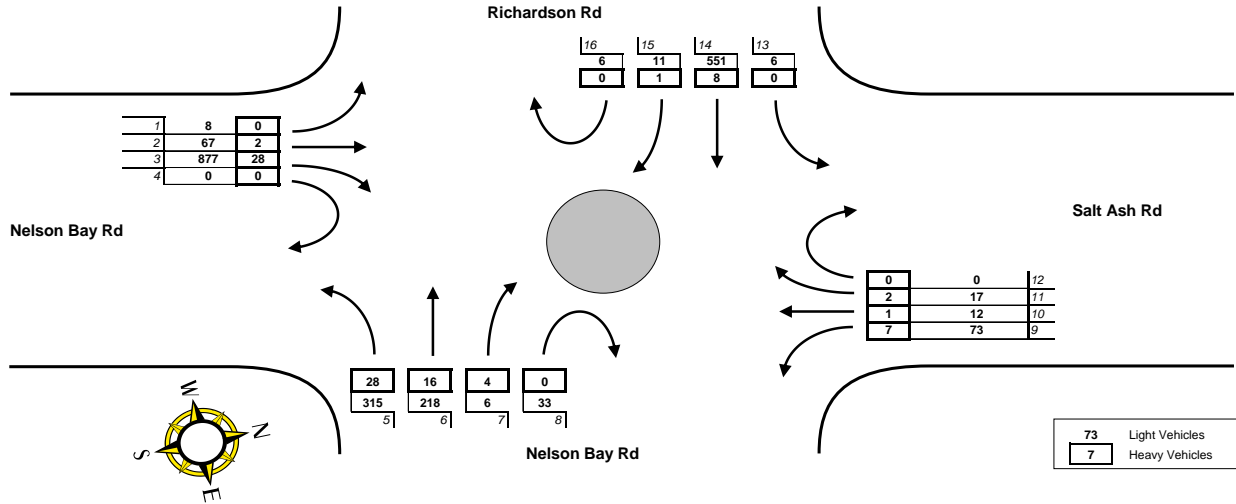 Richardson Rd
16 15 14 13
6 11 551 6
0 1 8 0
1 8 0
2 67 2
3 877 28
4 0 0
Nelson Bay Rd
Salt Ash Rd
0 0 12
2 17 11
1 12 10
7 73 9
28 16 4 0
315 218 6 33
5 6 7 8
Nelson Bay Rd
W
N
S
E
73 Light Vehicles
7 Heavy Vehicles